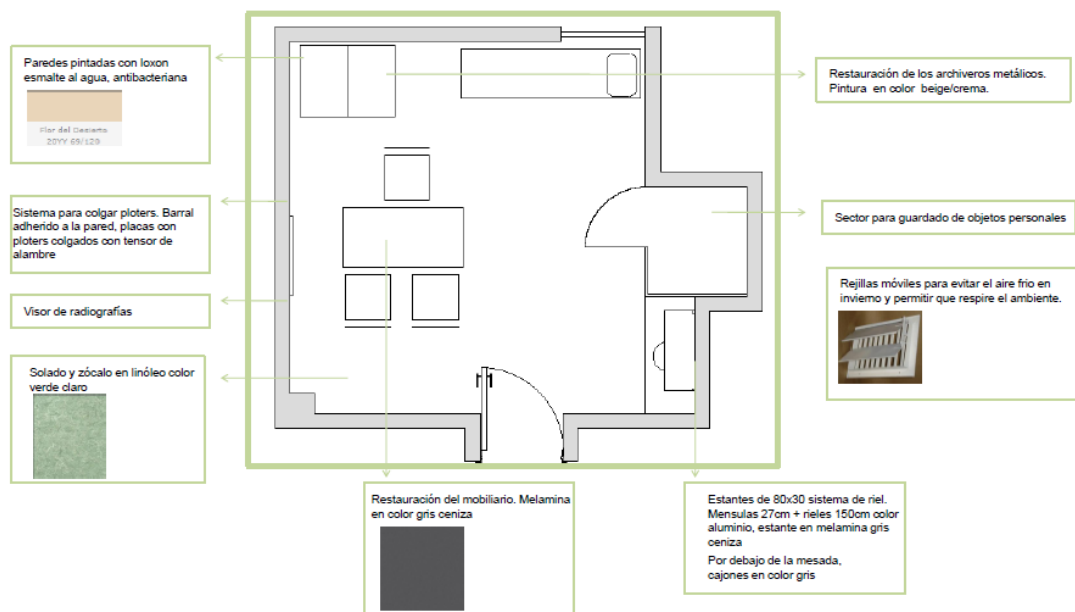 Paredes pintadas con loxon
esmalte al agua, antibacteriana
Flor del Desierto
20YY 69/120
Sistema para colgar ploters. Barral
adherido a la pared, placas con
ploters colgados con tensor de
alambre
Visor de radiografías
Solado y zócalo en linóleo color
verde claro
Restauración de los archiveros metálicos.
Pintura en color beige/crema.
Sector para guardado de objetos personales
Rejillas móviles para evitar el aire frio en
invierno y permitir que respire el ambiente.
Restauración del mobiliario. Melamina
en color gris ceniza
Estantes de 80x30 sistema de riel.
Mensulas 27cm + rieles 150cm color
aluminio, estante en melamina gris
ceniza
Por debajo de la mesada,
cajones en color gris